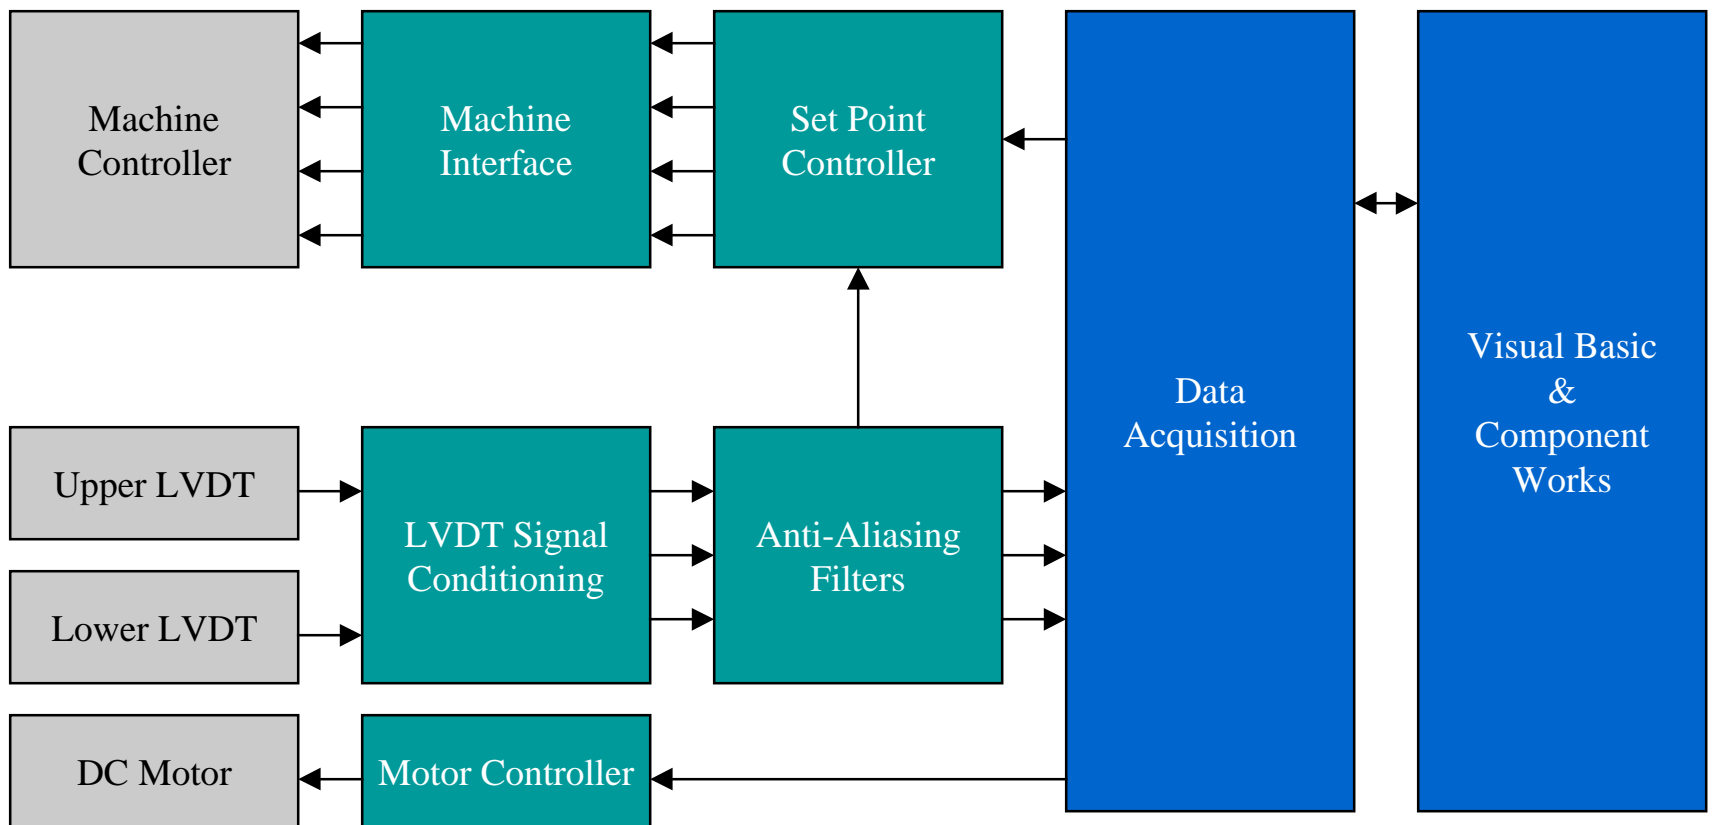 Machine
Controller
Machine
Interface
Set Point
Controller
Data
Acquisition
Visual Basic
&
Component
Works
Upper LVDT
Lower LVDT
LVDT Signal
Conditioning
Anti-Aliasing
Filters
DC Motor
Motor Controller